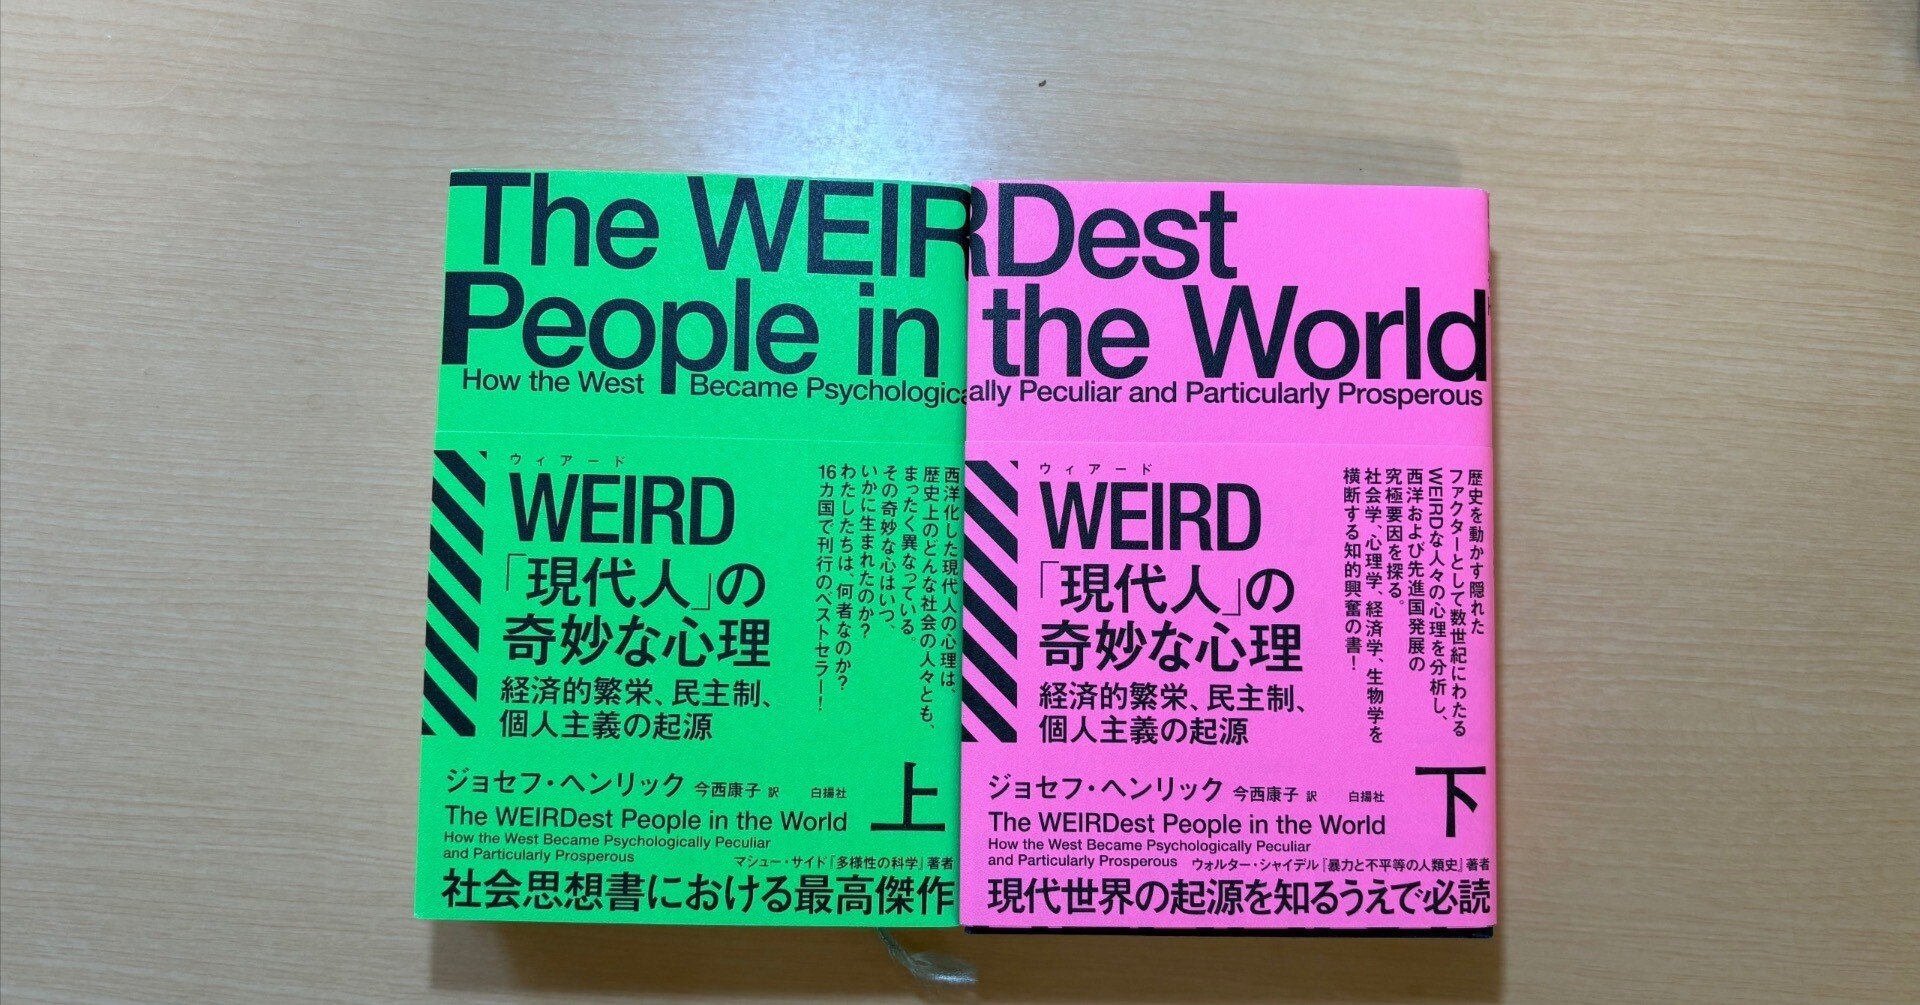 The WEIRDest
People in the World
How the West Became Psychologically Peculiar and Particularly Prosperous
ウィアード
WEIRD
「現代人」の
奇妙な心理
経済的繁栄、民主制、
個人主義の起源
西洋化した現代人の心理は、
歴史上のどんな社会の人々とも、
まったく異なっている。
その奇妙な心はいつ、
いかに生まれたのか?
わたしたちは、何者なのか?
16カ国で刊行のベストセラー!
ジョセフ・ヘンリック 今西康子 訳 白揚社
上
The WEIRDest People in the World
How the West Became Psychologically Peculiar
and Particularly Prosperous
マシュー・サイド『多様性の科学』著者
社会思想書における最高傑作
ウィアード
WEIRD
「現代人」の
奇妙な心理
経済的繁栄、民主制、
個人主義の起源
歴史を動かす隠れた
ファクターとして数世紀にわたる
WEIRDな人々の心理を分析し、
西洋および先進国発展の
究極要因を探る。
社会学、心理学、経済学、生物学を
横断する知的興奮の書!
ジョセフ・ヘンリック 今西康子 訳 白揚社
下
The WEIRDest People in the World
How the West Became Psychologically Peculiar
and Particularly Prosperous
ウォルター・シャイデル『暴力と不平等の人類史』著者
現代世界の起源を知るうえで必読